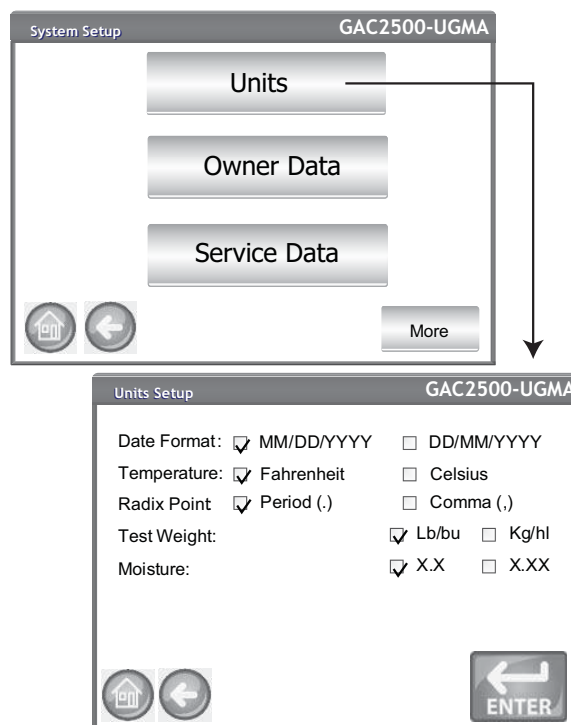 System Setup GAC2500-UGMA
Units
Owner Data
Service Data
More
Units Setup GAC2500-UGMA
Date Format: MM/DD/YYYY DD/MM/YYYY
Temperature: Fahrenheit Celsius
Radix Point Period (.) Comma (,)
Test Weight: Lb/bu Kg/hl
Moisture: X.X X.XX
ENTER